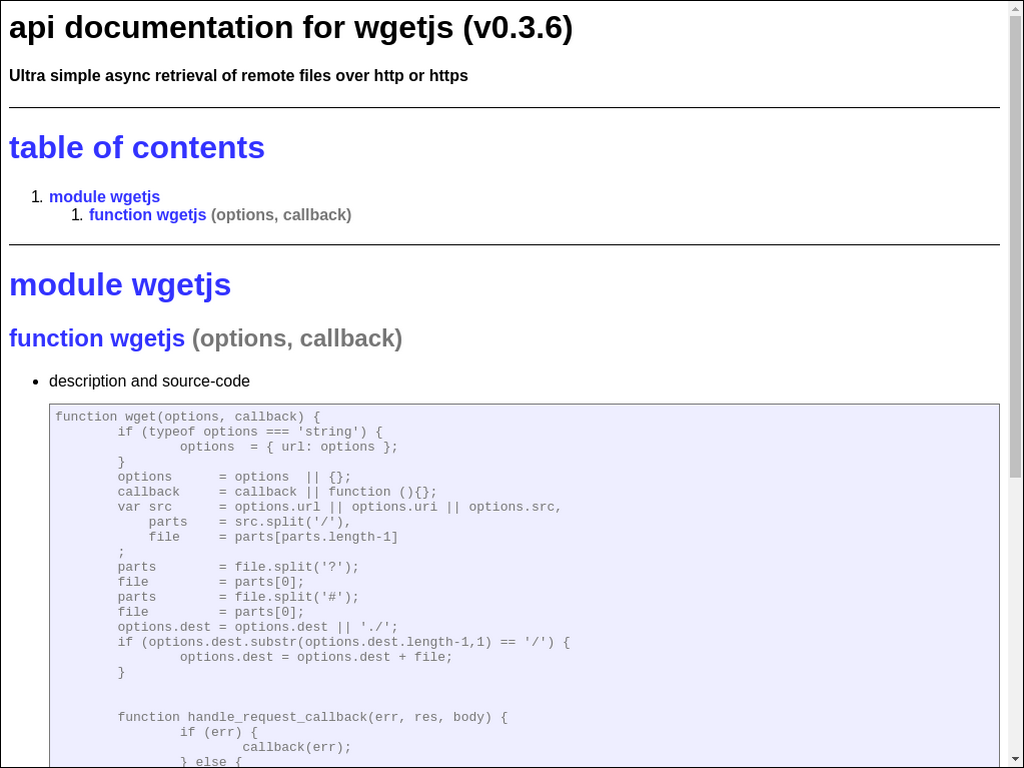 api documentation for wgetjs (v0.3.6)
Ultra simple async retrieval of remote files over http or https
table of contents
1. module wgetjs
1. function wgetjs (options, callback)
module wgetjs
function wgetjs (options, callback)
• description and source-code
function wget(options, callback) {
        if (typeof options === 'string') {
                options  = { url: options };
        }
        options      = options  || {};
        callback     = callback || function (){};
        var src      = options.url || options.uri || options.src,
            parts    = src.split('/'),
            file     = parts[parts.length-1]
        ;
        parts        = file.split('?');
        file         = parts[0];
        parts        = file.split('#');
        file         = parts[0];
        options.dest = options.dest || './';
        if (options.dest.substr(options.dest.length-1,1) == '/') {
                options.dest = options.dest + file;
        }
        function handle_request_callback(err, res, body) {
                if (err) {
                        callback(err);
                } else {